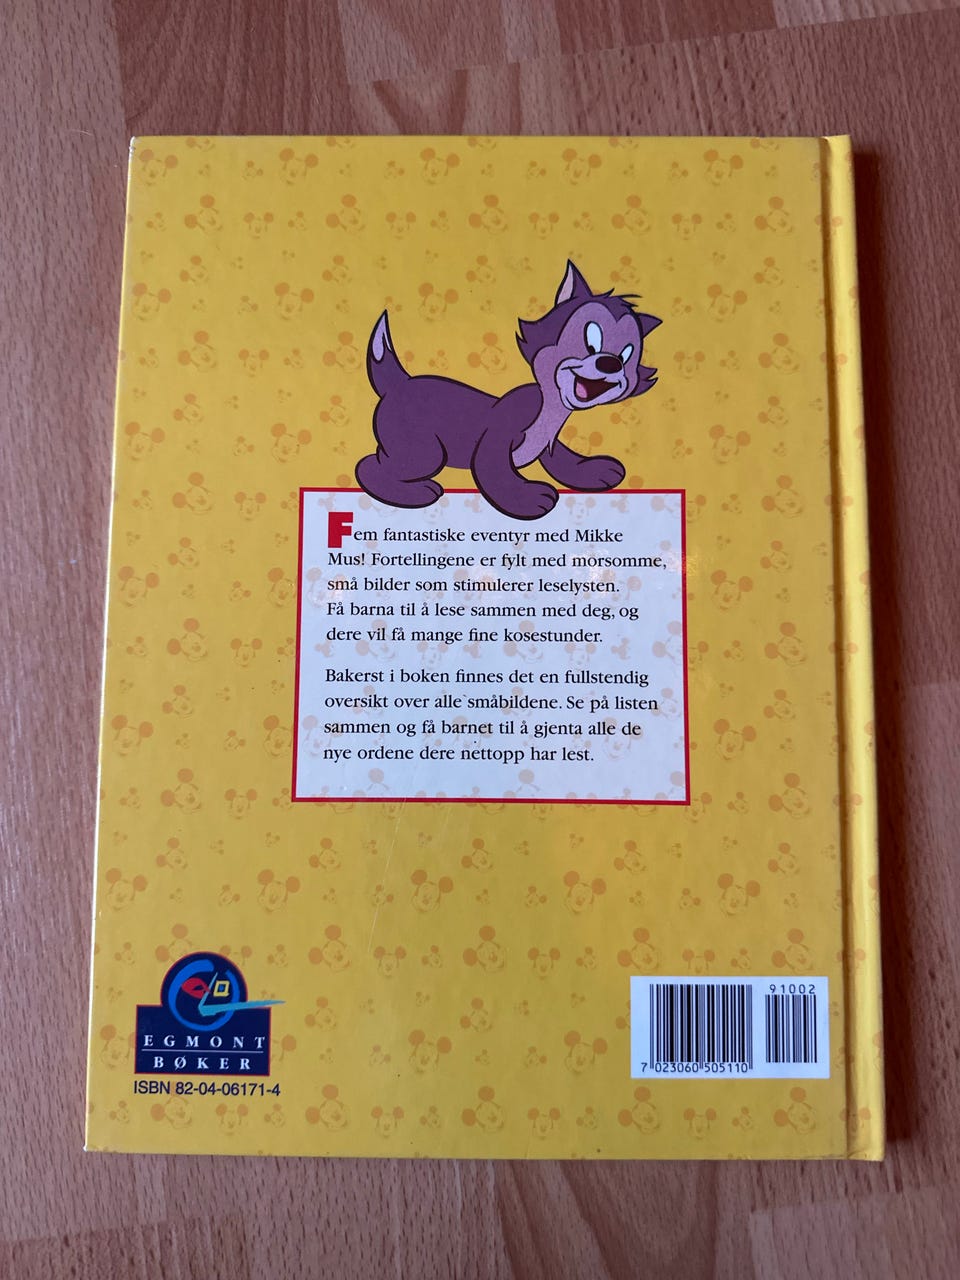 Fem fantastiske eventyr med Mikke
Mus! Fortellingene er fylt med morsomme,
små bilder som stimulerer leselysten.
Få barna til å lese sammen med deg, og
dere vil få mange fine kosestunder.
Bakerst i boken finnes det en fullstendig
oversikt over alle småbildene. Se på listen
sammen og få barnet til å gjenta alle de
nye ordene dere nettopp har lest.
EGMONT
BØKER
ISBN 82-04-06171-4
91002
7 023060 505110